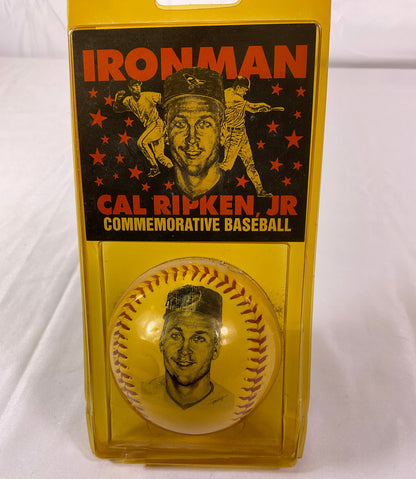 IRONMAN
CAL RIPKEN, JR
COMMEMORATIVE BASEBALL